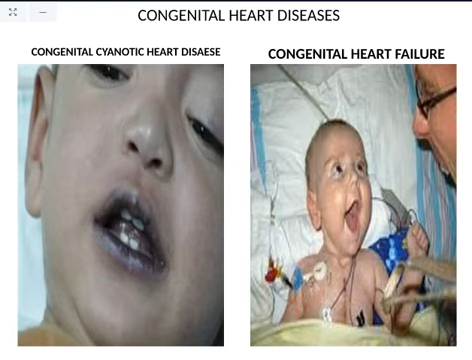 CONGENITAL HEART DISEASES
CONGENITAL CYANOTIC HEART DISAESE
CONGENITAL HEART FAILURE